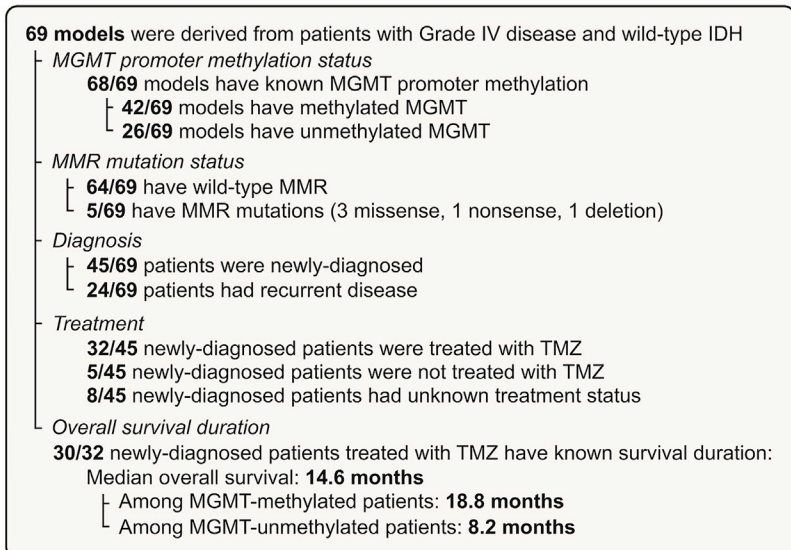 69 models were derived from patients with Grade IV disease and wild-type IDH
MGMT promoter methylation status
68/69 models have known MGMT promoter methylation
42/69 models have methylated MGMT
26/69 models have unmethylated MGMT
MMR mutation status
64/69 have wild-type MMR
5/69 have MMR mutations (3 missense, 1 nonsense, 1 deletion)
Diagnosis
45/69 patients were newly-diagnosed
24/69 patients had recurrent disease
Treatment
32/45 newly-diagnosed patients were treated with TMZ
5/45 newly-diagnosed patients were not treated with TMZ
8/45 newly-diagnosed patients had unknown treatment status
Overall survival duration
30/32 newly-diagnosed patients treated with TMZ have known survival duration:
Median overall survival: 14.6 months
Among MGMT-methylated patients: 18.8 months
Among MGMT-unmethylated patients: 8.2 months